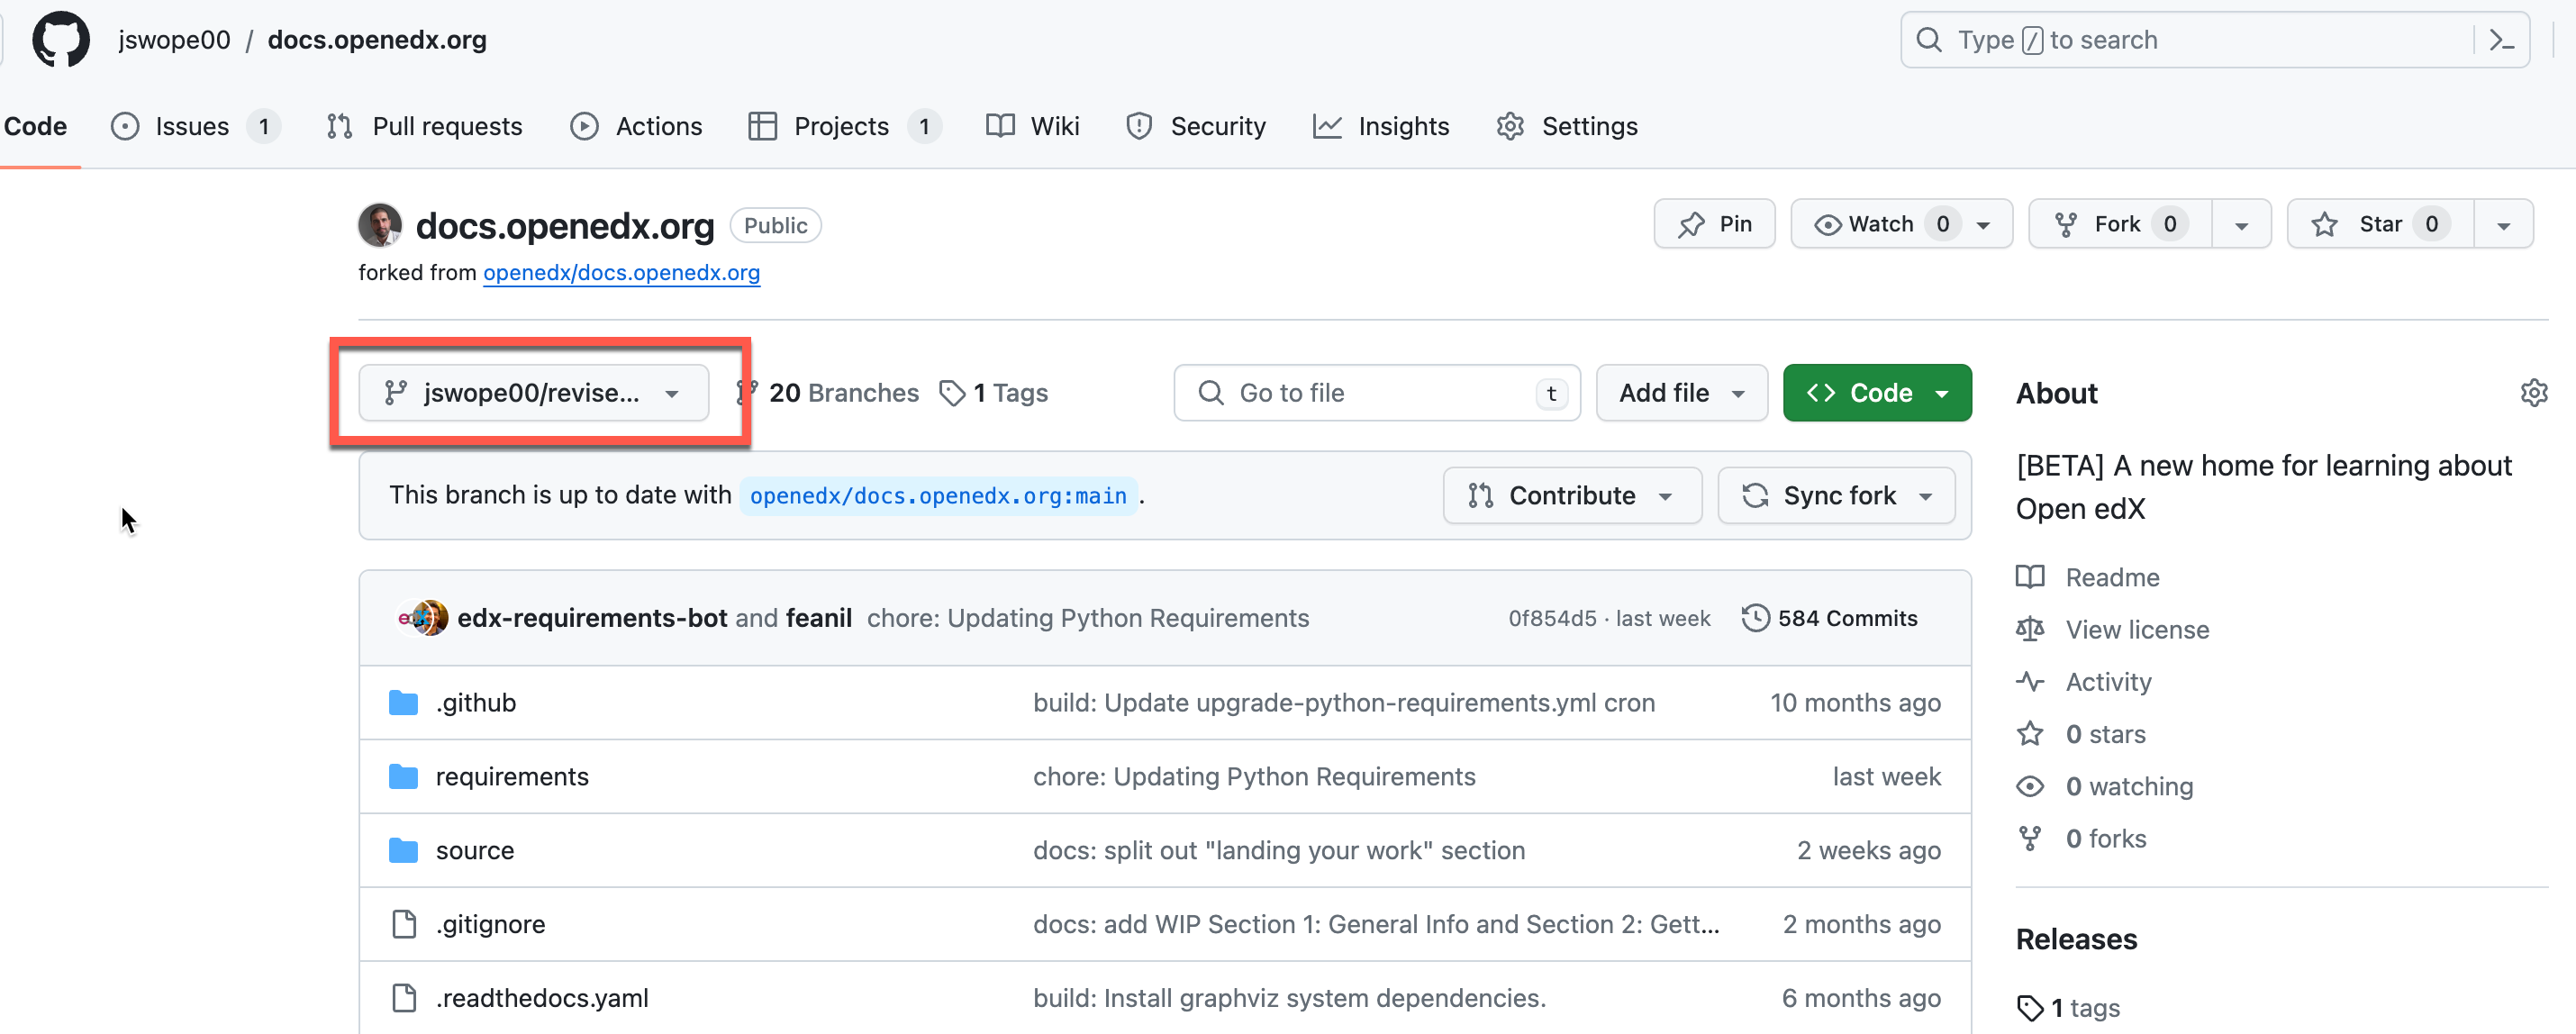 jswope00 / docs.openedx.org
Type / to search
Code Issues 1 Pull requests Actions Projects 1 Wiki Security Insights Settings
docs.openedx.org Public
Pin Watch 0 Fork 0 Star 0
forked from openedx/docs.openedx.org
jswope00/revise... 20 Branches 1 Tags Go to file t Add file Code
About
This branch is up to date with openedx/docs.openedx.org:main . Contribute Sync fork
[BETA] A new home for learning about
Open edX
Readme
View license
Activity
0 stars
0 watching
0 forks
edx-requirements-bot and feanil chore: Updating Python Requirements 0f854d5 · last week 584 Commits
.github build: Update upgrade-python-requirements.yml cron 10 months ago
requirements chore: Updating Python Requirements last week
source docs: split out "landing your work" section 2 weeks ago
.gitignore docs: add WIP Section 1: General Info and Section 2: Gett... 2 months ago
.readthedocs.yaml build: Install graphviz system dependencies. 6 months ago
Releases
1 tags